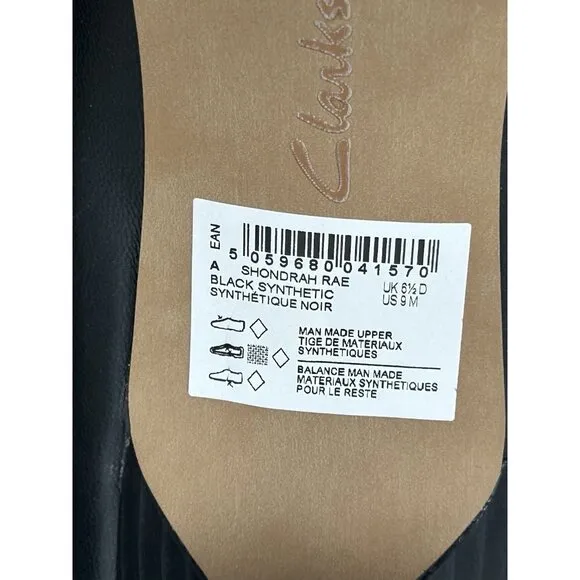 Clarks
EAN
5 059680 041570
A SHONDRAH RAE
BLACK SYNTHETIC
SYNTHÉTIQUE NOIR
UK 6½ D
US 9 M
MAN MADE UPPER
TIGE DE MATERIAUX
SYNTHETIQUES
BALANCE MAN MADE
MATERIAUX SYNTHÉTIQUES
POUR LE RESTE